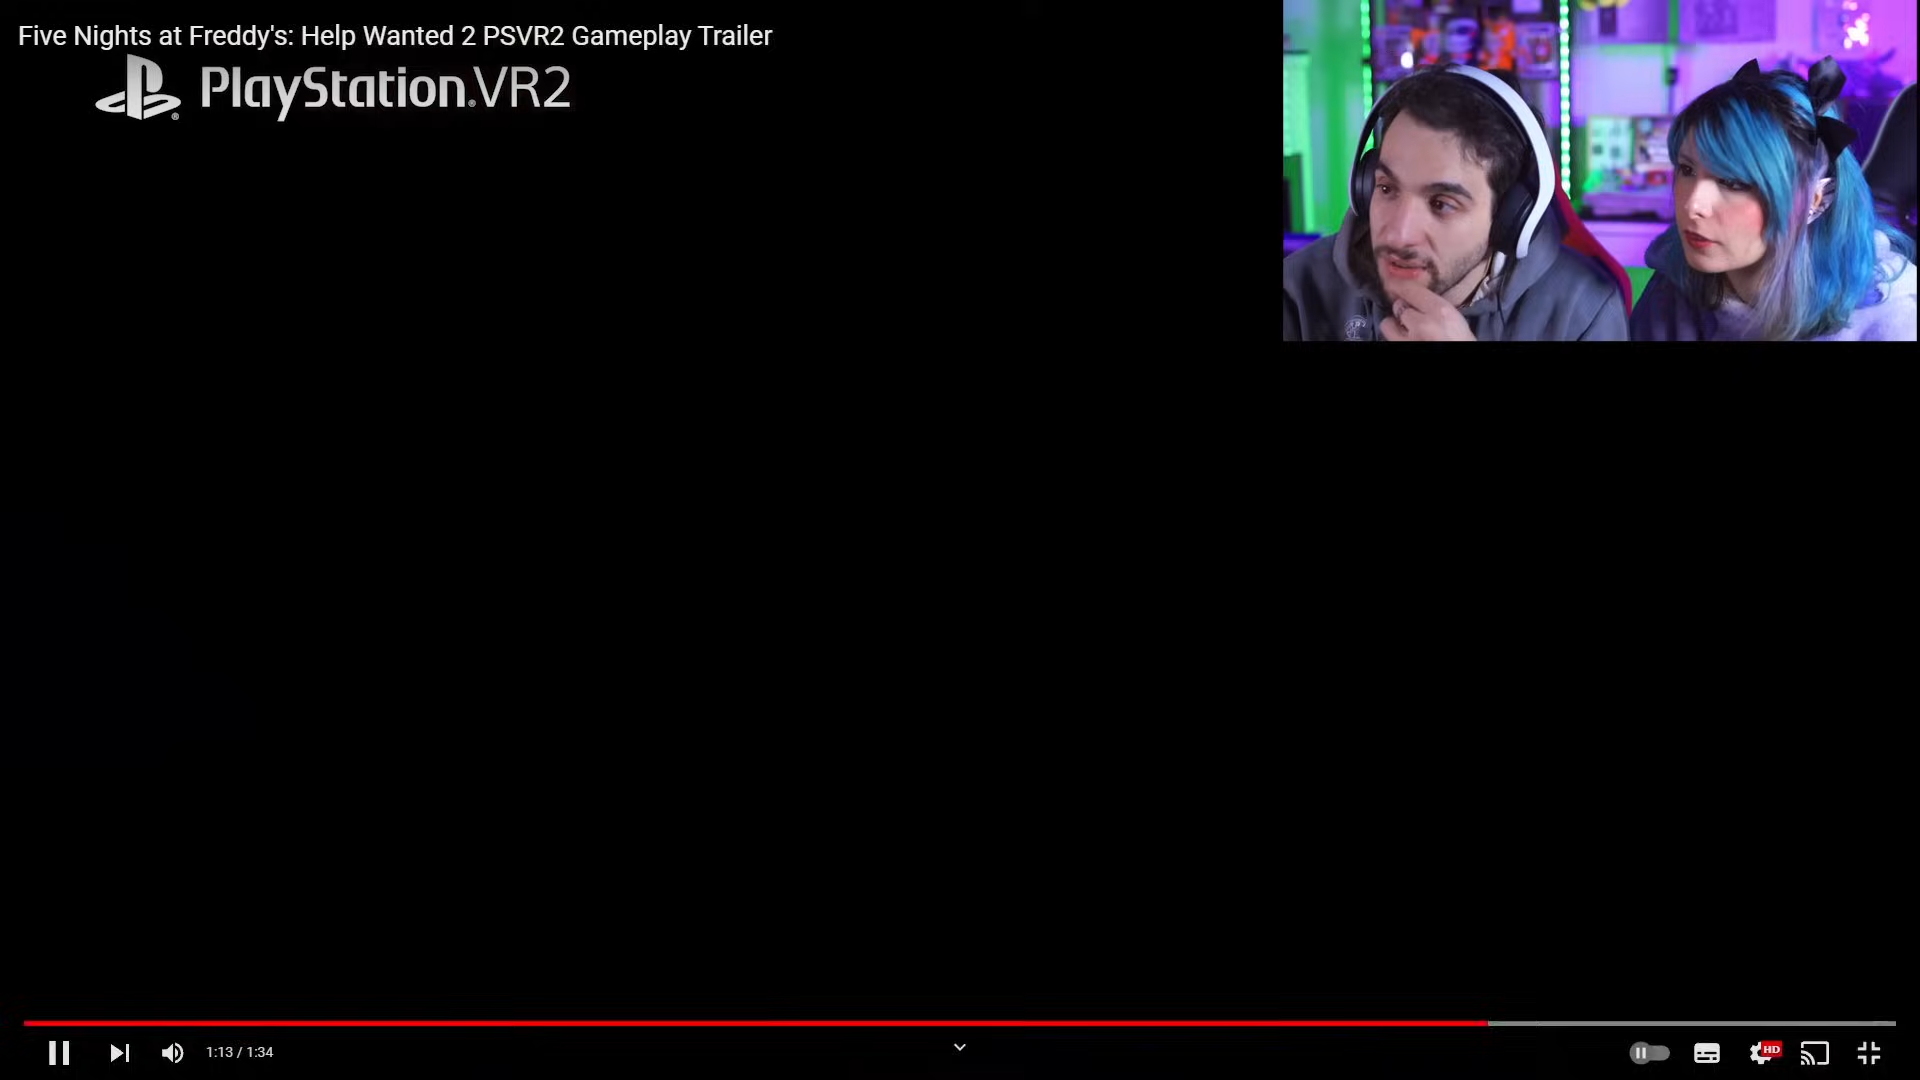 Five Nights at Freddy's: Help Wanted 2 PSVR2 Gameplay Trailer
PlayStation®VR2
1:13 / 1:34
HD